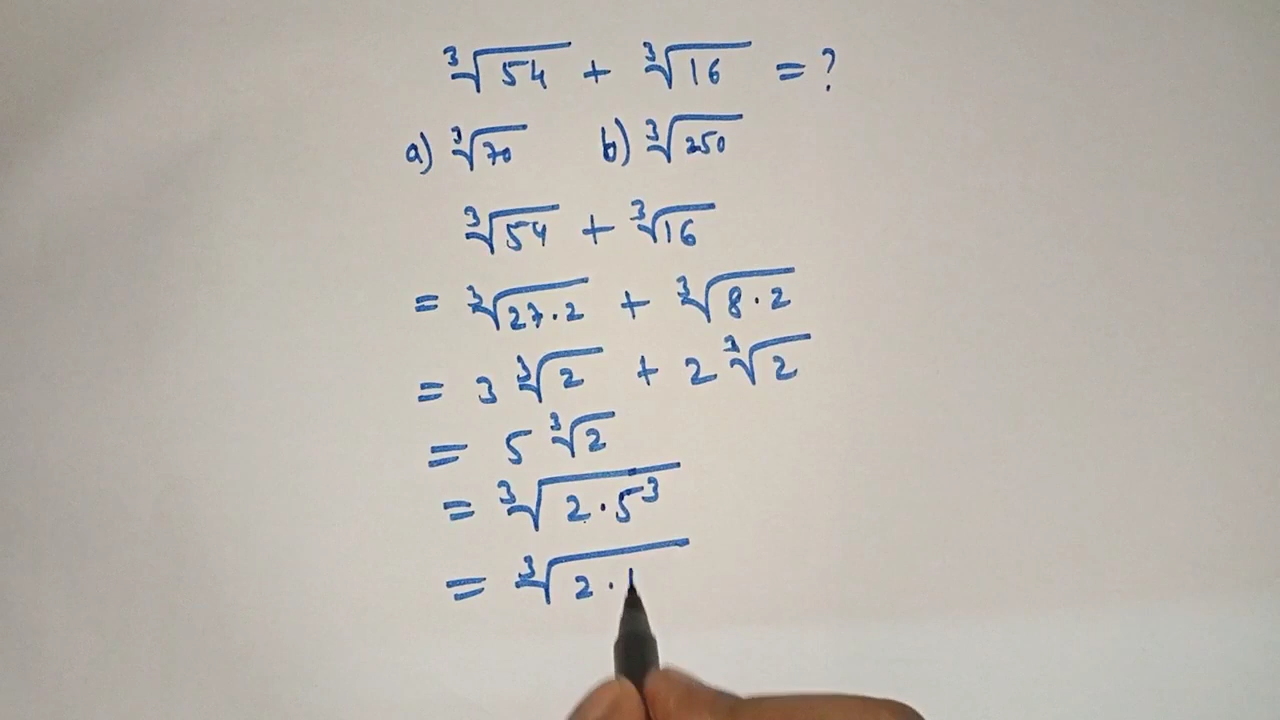 ∛54 + ∛16 = ?
a) ∛70 b) ∛250
∛54 + ∛16
= ∛27·2 + ∛8·2
= 3 ∛2 + 2 ∛2
= 5 ∛2
= ∛2·5³
= ∛2·